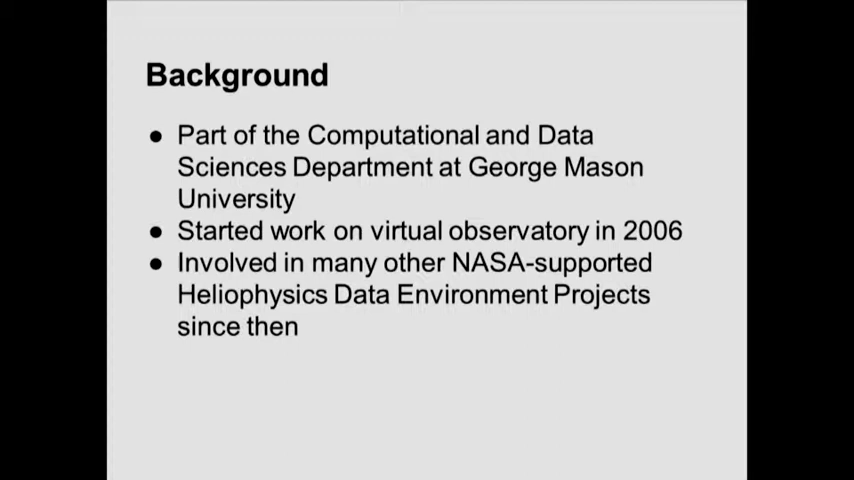 Background
● Part of the Computational and Data
Sciences Department at George Mason
University
● Started work on virtual observatory in 2006
● Involved in many other NASA-supported
Heliophysics Data Environment Projects
since then